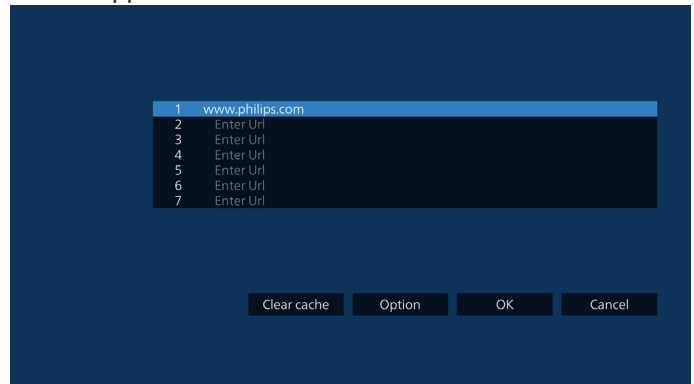 1 www.philips.com
2 Enter Url
3 Enter Url
4 Enter Url
5 Enter Url
6 Enter Url
7 Enter Url
Clear cache Option OK Cancel